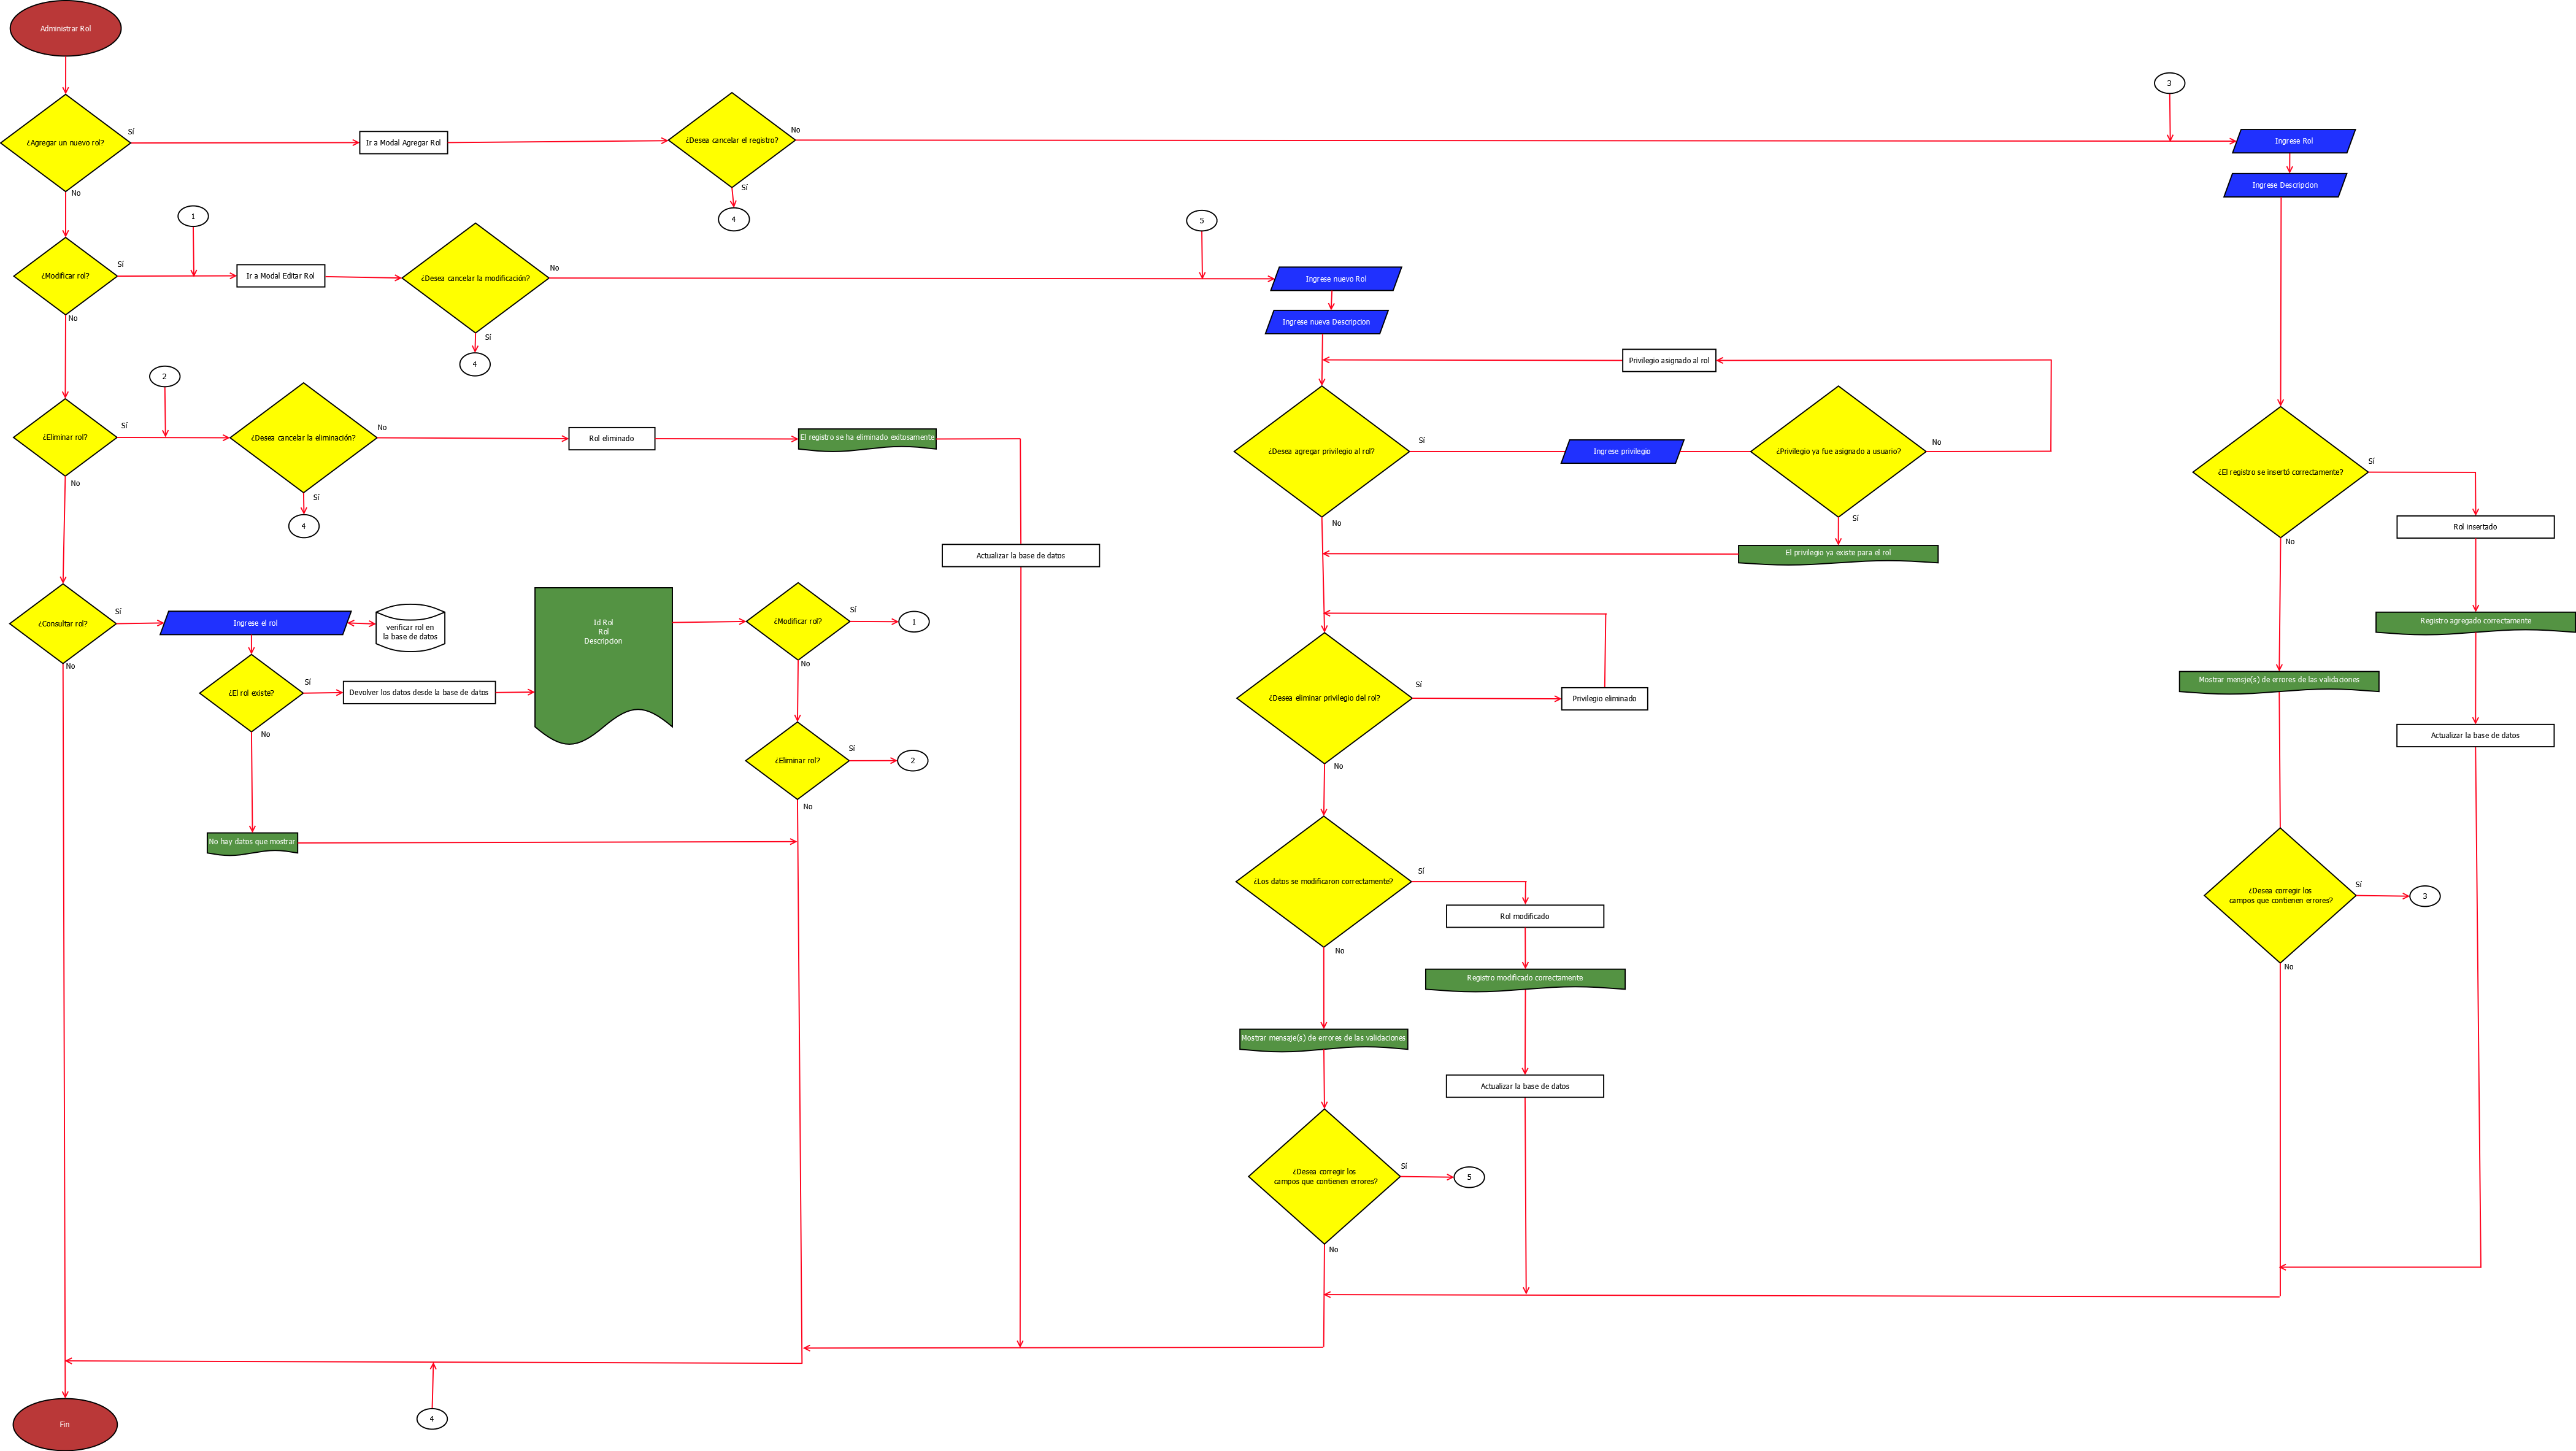 Administrar Rol
3
¿Agregar un nuevo rol?
Sí
No
Ir a Modal Agregar Rol
¿Desea cancelar el registro?
No
Sí
4
Ingrese Rol
Ingrese Descripcion
1
5
¿Modificar rol?
Sí
No
Ir a Modal Editar Rol
¿Desea cancelar la modificación?
No
Sí
4
Ingrese nuevo Rol
Ingrese nueva Descripcion
Privilegio asignado al rol
2
¿Eliminar rol?
Sí
No
¿Desea cancelar la eliminación?
No
Sí
4
Rol eliminado
El registro se ha eliminado exitosamente
Actualizar la base de datos
¿Desea agregar privilegio al rol?
Sí
No
Ingrese privilegio
¿Privilegio ya fue asignado a usuario?
No
Sí
El privilegio ya existe para el rol
¿El registro se insertó correctamente?
Sí
No
Rol insertado
Registro agregado correctamente
Mostrar mensje(s) de errores de las validaciones
Actualizar la base de datos
¿Consultar rol?
Sí
No
Ingrese el rol
verificar rol en
la base de datos
¿El rol existe?
Sí
No
Devolver los datos desde la base de datos
Id Rol
Rol
Descripcion
¿Modificar rol?
Sí
No
1
¿Eliminar rol?
Sí
No
2
No hay datos que mostrar
¿Desea eliminar privilegio del rol?
Sí
No
Privilegio eliminado
¿Los datos se modificaron correctamente?
Sí
No
Rol modificado
Registro modificado correctamente
Mostrar mensaje(s) de errores de las validaciones
Actualizar la base de datos
¿Desea corregir los
campos que contienen errores?
Sí
No
3
¿Desea corregir los
campos que contienen errores?
Sí
No
5
4
Fin